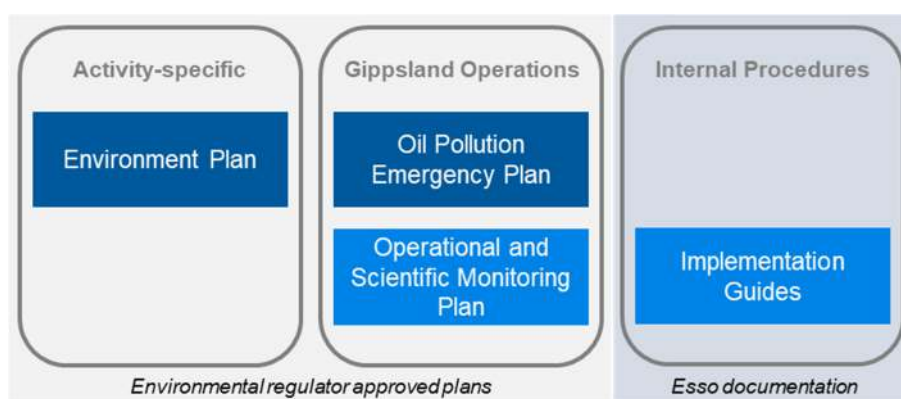 Activity-specific
Environment Plan
Gippsland Operations
Oil Pollution
Emergency Plan
Operational and
Scientific Monitoring
Plan
Internal Procedures
Implementation
Guides
Environmental regulator approved plans
Esso documentation